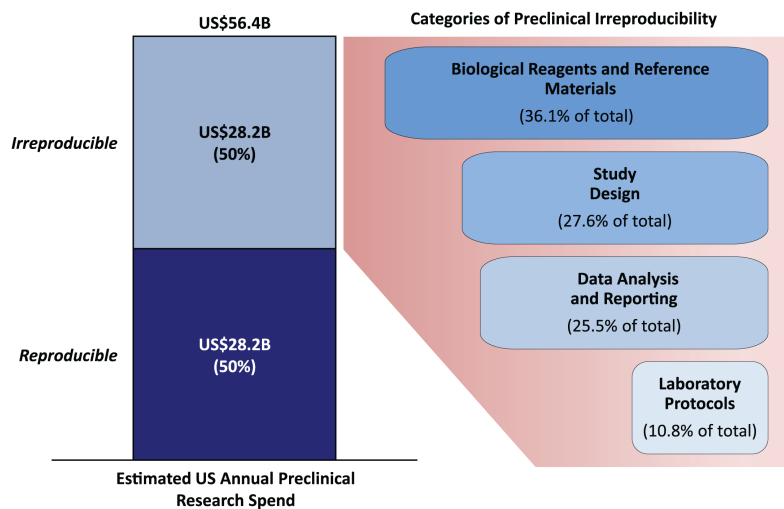 US$56.4B
Categories of Preclinical Irreproducibility
Irreproducible
US$28.2B
(50%)
Reproducible
US$28.2B
(50%)
Estimated US Annual Preclinical
Research Spend
Biological Reagents and Reference
Materials
(36.1% of total)
Study
Design
(27.6% of total)
Data Analysis
and Reporting
(25.5% of total)
Laboratory
Protocols
(10.8% of total)